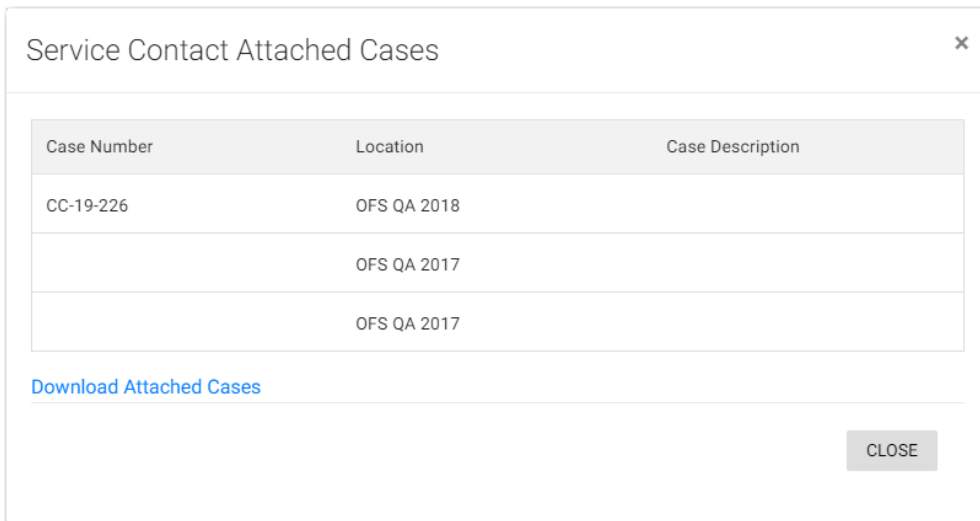 Service Contact Attached Cases ×
Case Number Location Case Description
CC-19-226 OFS QA 2018
OFS QA 2017
OFS QA 2017
Download Attached Cases
CLOSE